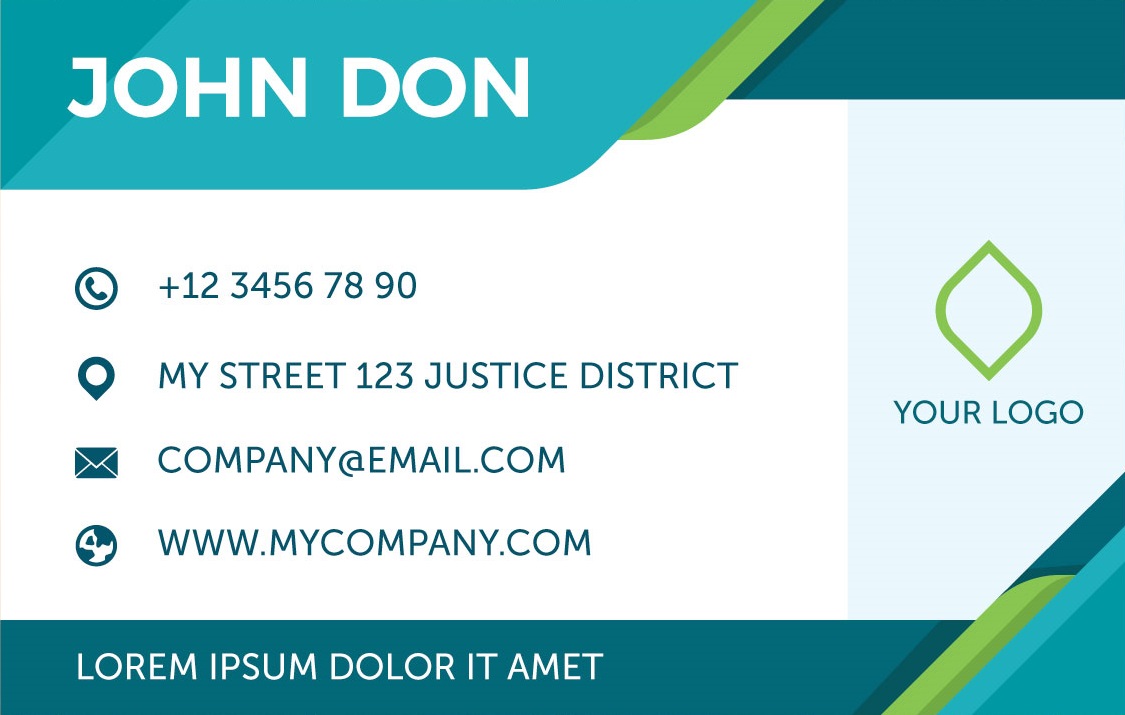 JOHN DON
+12 3456 78 90
MY STREET 123 JUSTICE DISTRICT
COMPANY@EMAIL.COM
WWW.MYCOMPANY.COM
YOUR LOGO
LOREM IPSUM DOLOR IT AMET